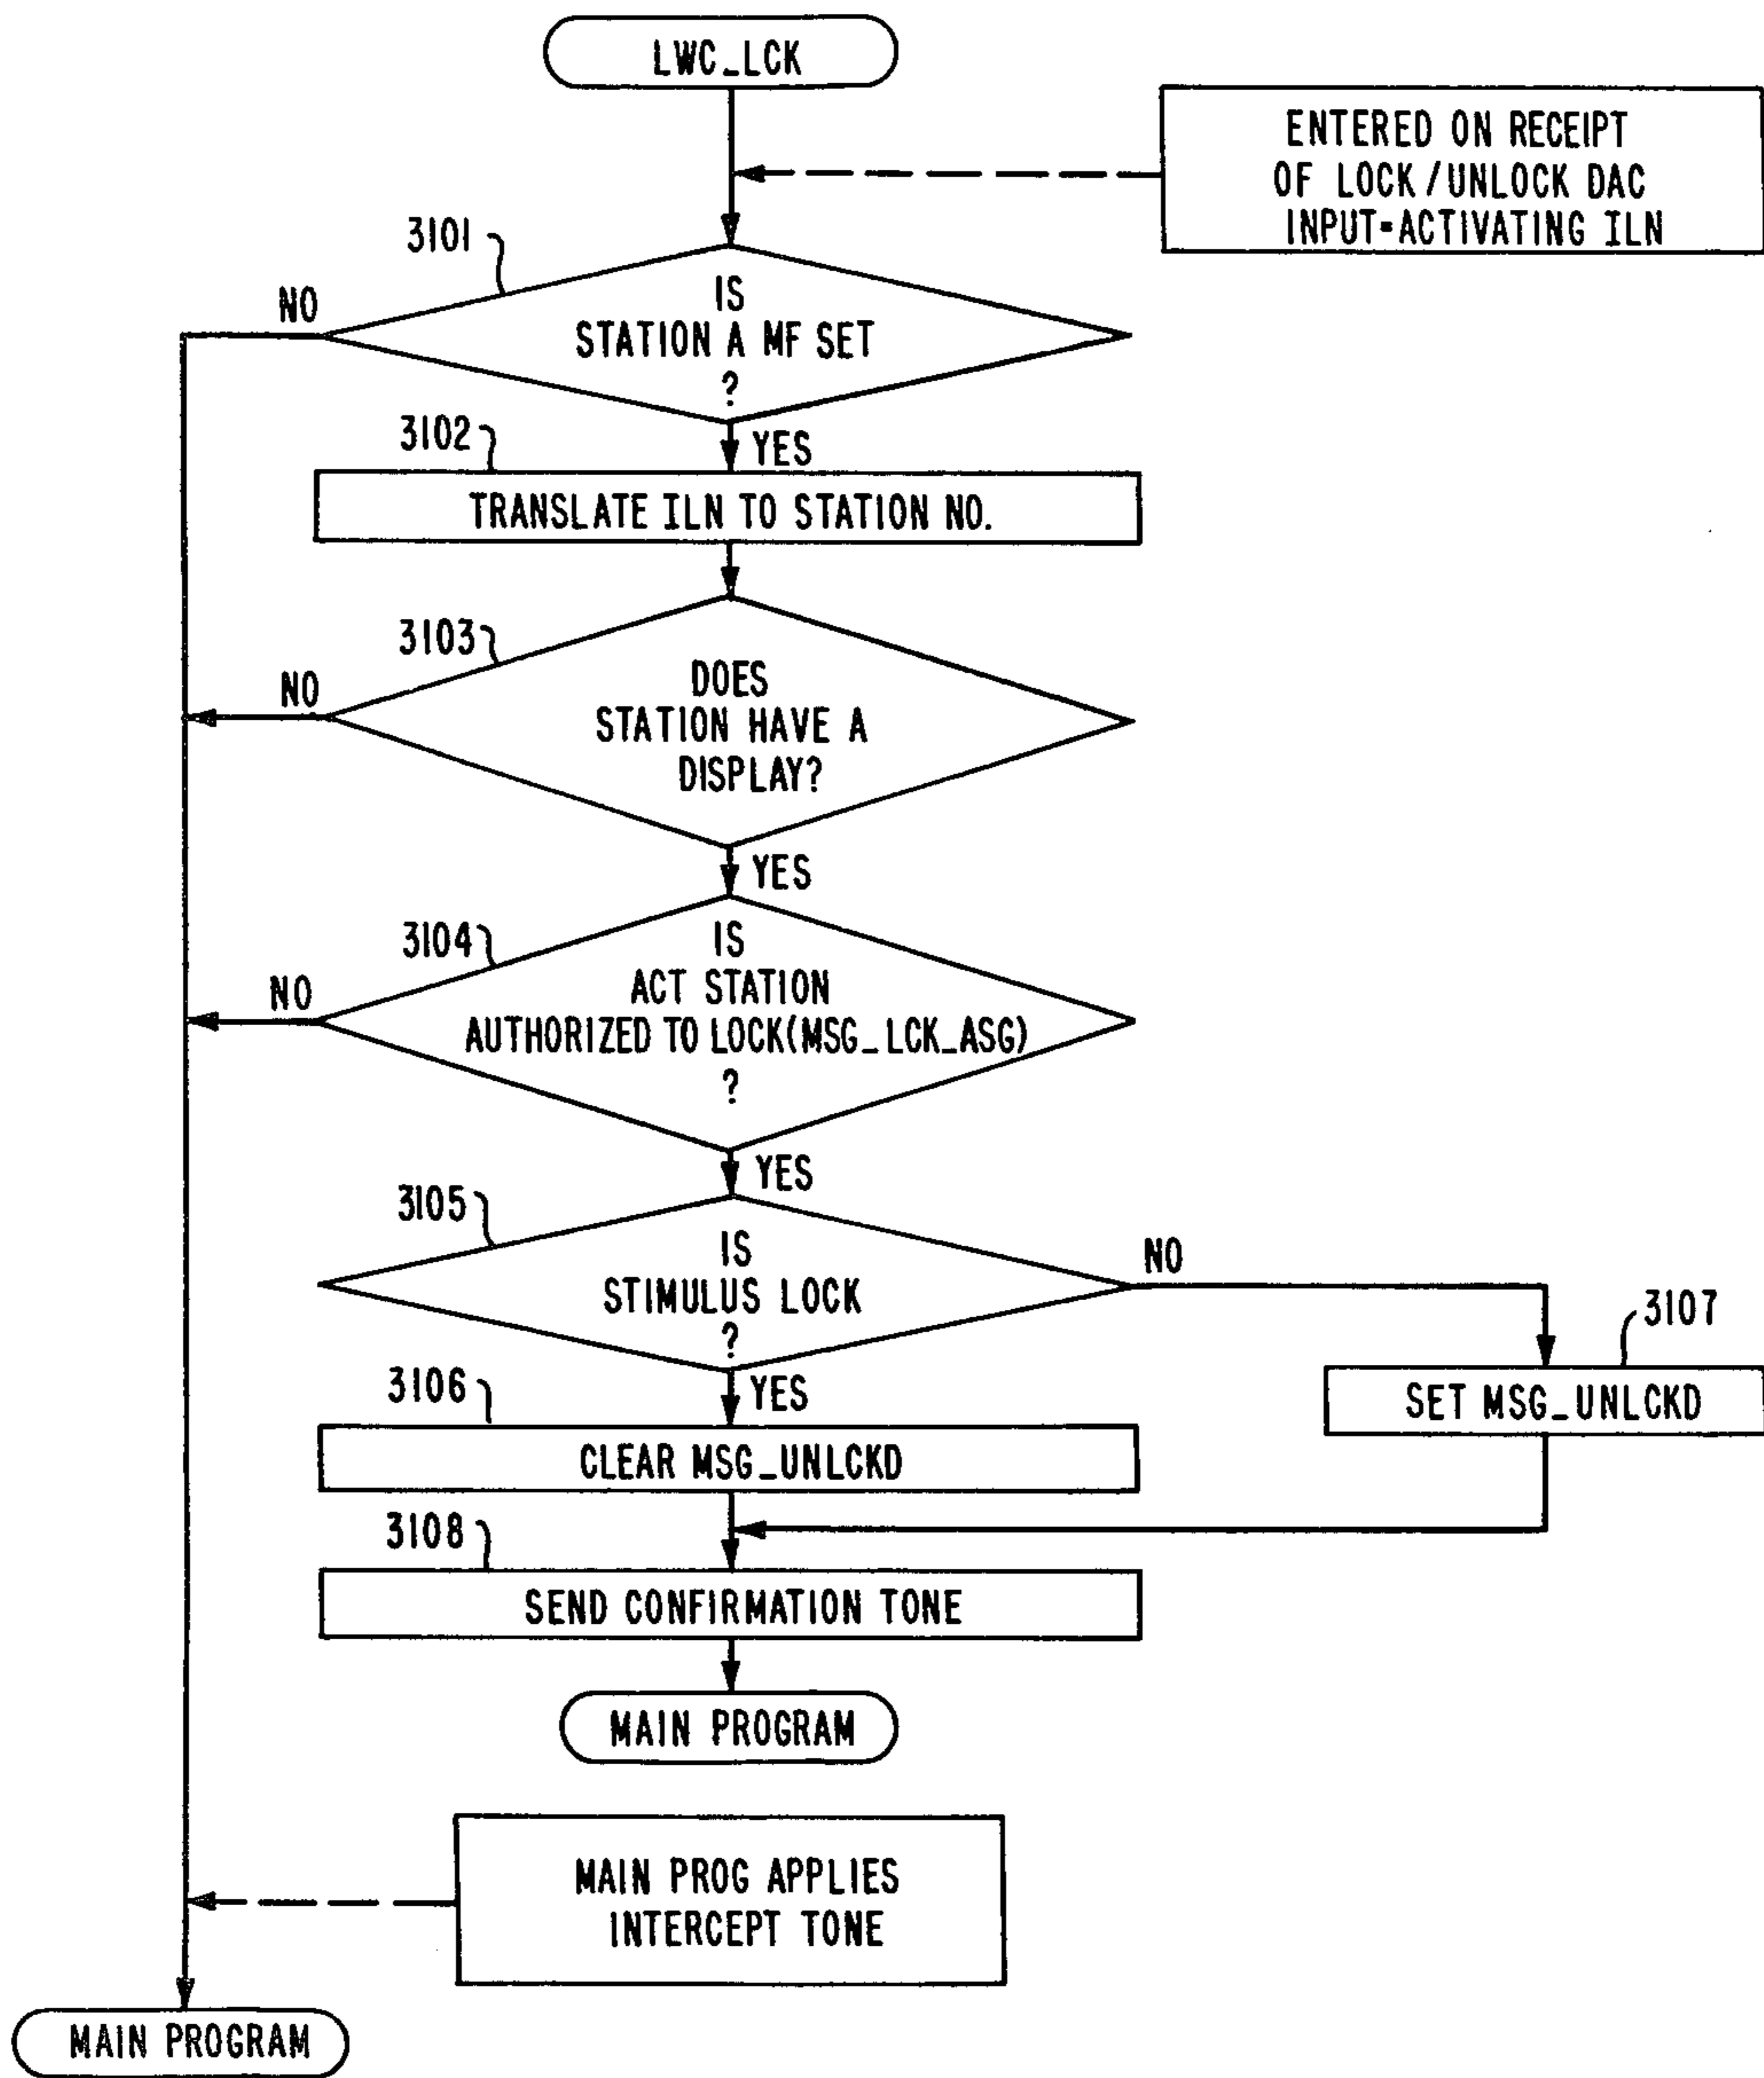 LWC_LCK
ENTERED ON RECEIPT
OF LOCK/UNLOCK DAC
INPUT=ACTIVATING ILN
3101
NO
IS
STATION A MF SET
?
3102
YES
TRANSLATE ILN TO STATION NO.
3103
NO
DOES
STATION HAVE A
DISPLAY?
YES
3104
NO
IS
ACT STATION
AUTHORIZED TO LOCK(MSG_LCK_ASG)
?
YES
3105
IS
STIMULUS LOCK
?
NO
3107
SET MSG_UNLCKD
3106
YES
CLEAR MSG_UNLCKD
3108
SEND CONFIRMATION TONE
MAIN PROGRAM
MAIN PROG APPLIES
INTERCEPT TONE
MAIN PROGRAM